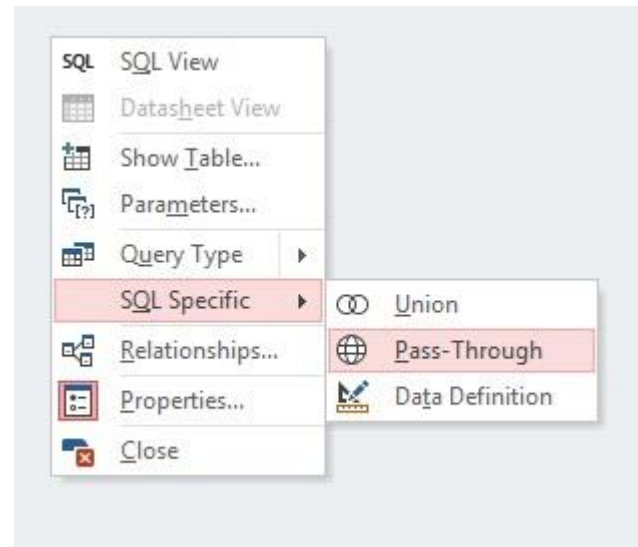 SQL SQL View
Datasheet View
Show Table...
[?] Parameters...
Query Type
SQL Specific
Union
Relationships...
Pass-Through
Properties...
Data Definition
Close